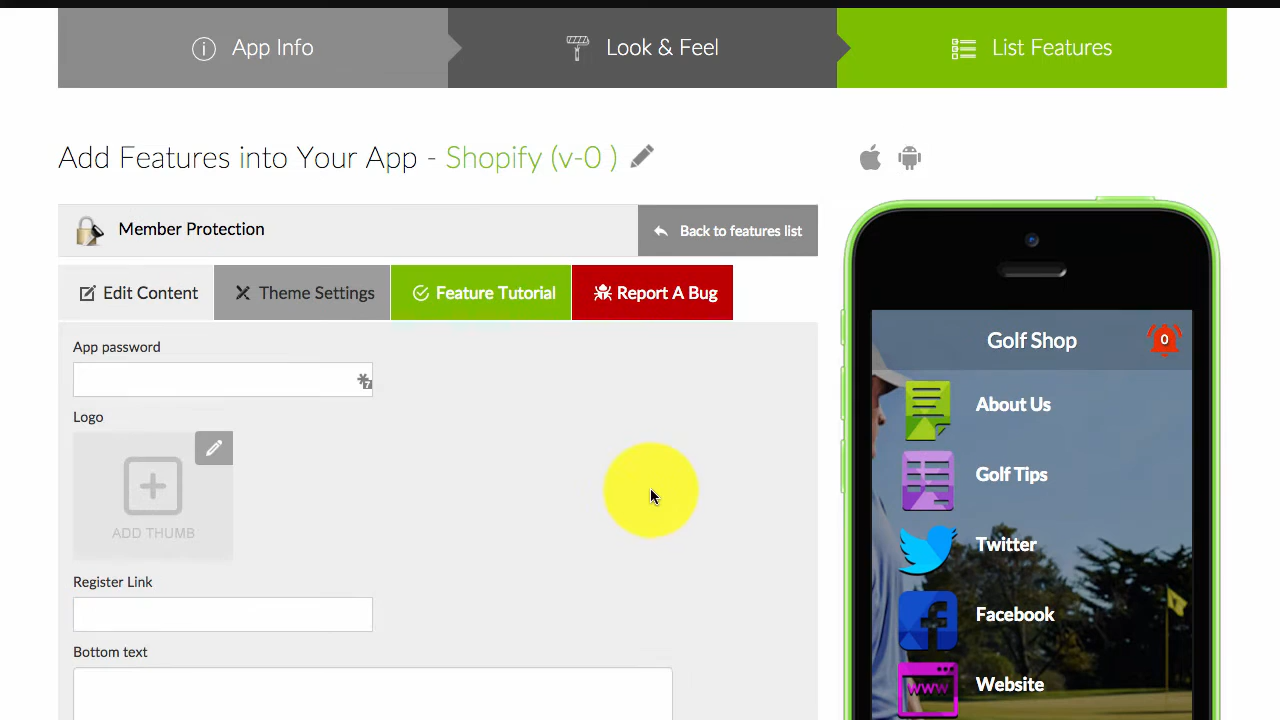 App Info
Look & Feel
List Features
Add Features into Your App - Shopify (v-0 )
Member Protection
Back to features list
Edit Content
Theme Settings
Feature Tutorial
Report A Bug
App password
7
Logo
ADD THUMB
Register Link
Bottom text
Golf Shop
0
About Us
Golf Tips
Twitter
Facebook
www
Website